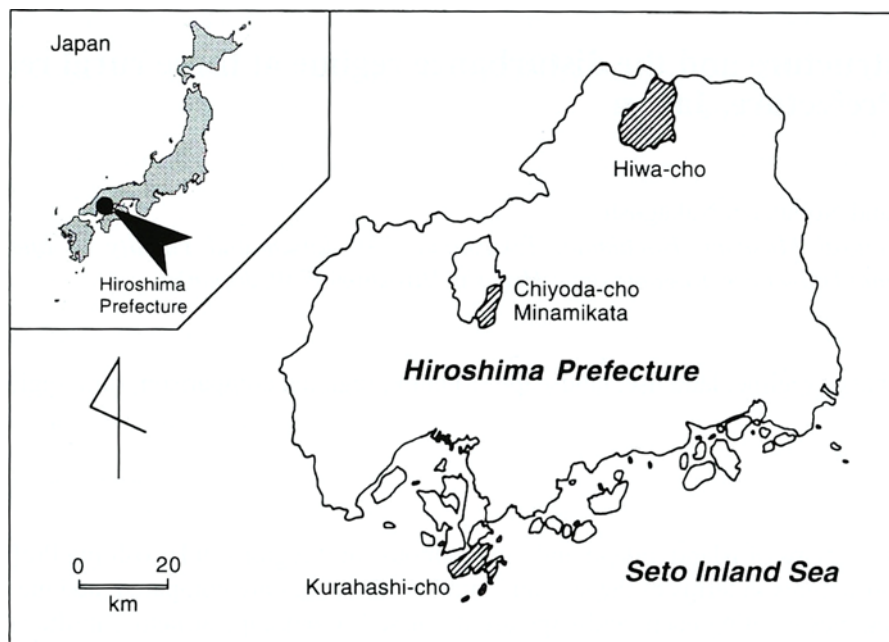 Japan
Hiroshima
Prefecture
Hiwa-cho
Chiyoda-cho
Minamikata
Hiroshima Prefecture
0 20
km
Kurahashi-cho
Seto Inland Sea